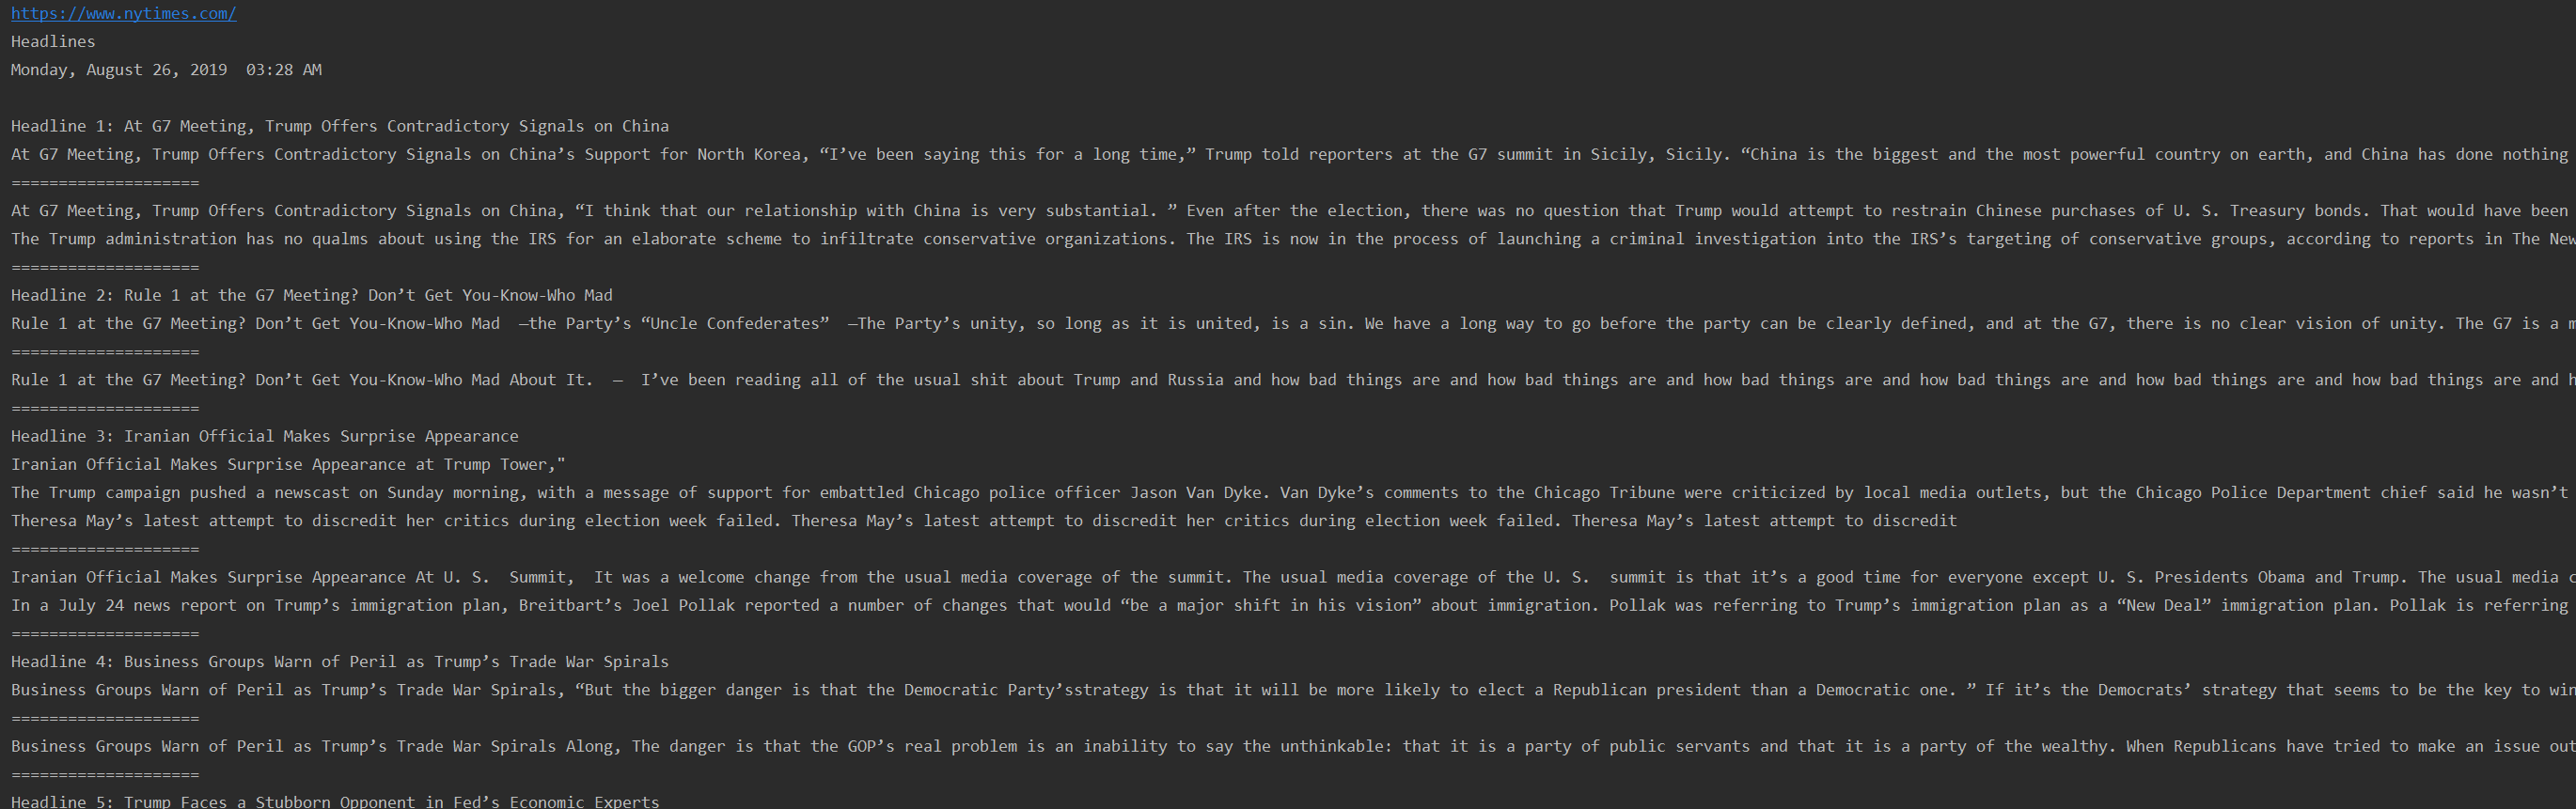 https://www.nytimes.com/
Headlines
Monday, August 26, 2019  03:28 AM
Headline 1: At G7 Meeting, Trump Offers Contradictory Signals on China
At G7 Meeting, Trump Offers Contradictory Signals on China’s Support for North Korea, “I’ve been saying this for a long time,” Trump told reporters at the G7 summit in Sicily, Sicily. “China is the biggest and the most powerful country on earth, and China has done nothing
====================
At G7 Meeting, Trump Offers Contradictory Signals on China, “I think that our relationship with China is very substantial. ” Even after the election, there was no question that Trump would attempt to restrain Chinese purchases of U. S. Treasury bonds. That would have been
The Trump administration has no qualms about using the IRS for an elaborate scheme to infiltrate conservative organizations. The IRS is now in the process of launching a criminal investigation into the IRS’s targeting of conservative groups, according to reports in The New
====================
Headline 2: Rule 1 at the G7 Meeting? Don’t Get You-Know-Who Mad
Rule 1 at the G7 Meeting? Don’t Get You-Know-Who Mad  —the Party’s “Uncle Confederates”  —The Party’s unity, so long as it is united, is a sin. We have a long way to go before the party can be clearly defined, and at the G7, there is no clear vision of unity. The G7 is a
====================
Rule 1 at the G7 Meeting? Don’t Get You-Know-Who Mad About It.  —  I’ve been reading all of the usual shit about Trump and Russia and how bad things are and how bad things are and how bad things are and how bad things are and how bad things are and how bad things are and
====================
Headline 3: Iranian Official Makes Surprise Appearance
Iranian Official Makes Surprise Appearance at Trump Tower,"
The Trump campaign pushed a newscast on Sunday morning, with a message of support for embattled Chicago police officer Jason Van Dyke. Van Dyke’s comments to the Chicago Tribune were criticized by local media outlets, but the Chicago Police Department chief said he wasn’t
Theresa May’s latest attempt to discredit her critics during election week failed. Theresa May’s latest attempt to discredit her critics during election week failed. Theresa May’s latest attempt to discredit
====================
Iranian Official Makes Surprise Appearance At U. S.  Summit,  It was a welcome change from the usual media coverage of the summit. The usual media coverage of the U. S.  summit is that it’s a good time for everyone except U. S. Presidents Obama and Trump. The usual media
In a July 24 news report on Trump’s immigration plan, Breitbart’s Joel Pollak reported a number of changes that would “be a major shift in his vision” about immigration. Pollak was referring to Trump’s immigration plan as a “New Deal” immigration plan. Pollak is referring
====================
Headline 4: Business Groups Warn of Peril as Trump’s Trade War Spirals
Business Groups Warn of Peril as Trump’s Trade War Spirals, “But the bigger danger is that the Democratic Party’sstrategy is that it will be more likely to elect a Republican president than a Democratic one. ” If it’s the Democrats’ strategy that seems to be the key to
====================
Business Groups Warn of Peril as Trump’s Trade War Spirals Along, The danger is that the GOP’s real problem is an inability to say the unthinkable: that it is a party of public servants and that it is a party of the wealthy. When Republicans have tried to make an issue out
====================
Headline 5: Trump Faces a Stubborn Opponent in Fed’s Economic Experts